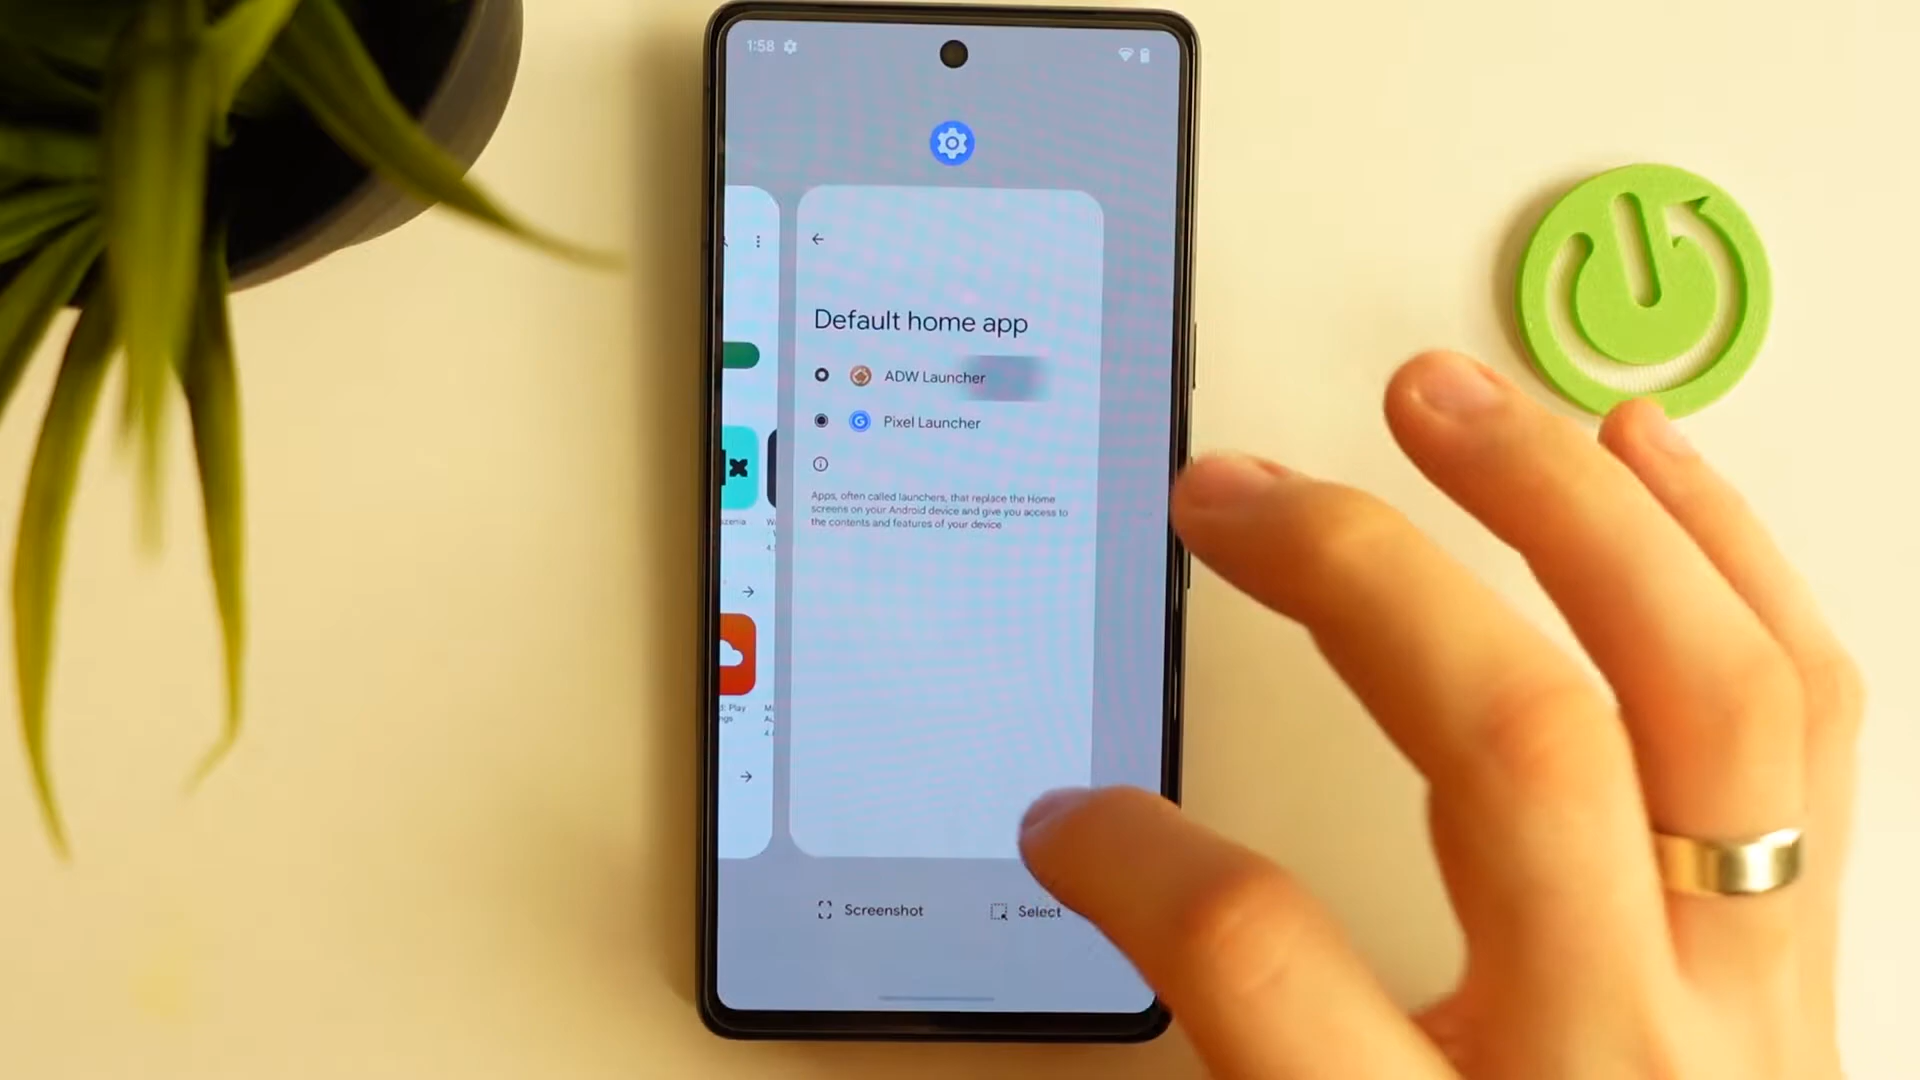 1:58
Default home app
ADW Launcher
Pixel Launcher
Apps, often called launchers, that replace the Home
screens on your Android device and give you access to
the contents and features of your device
d: Play
Screenshot
Select